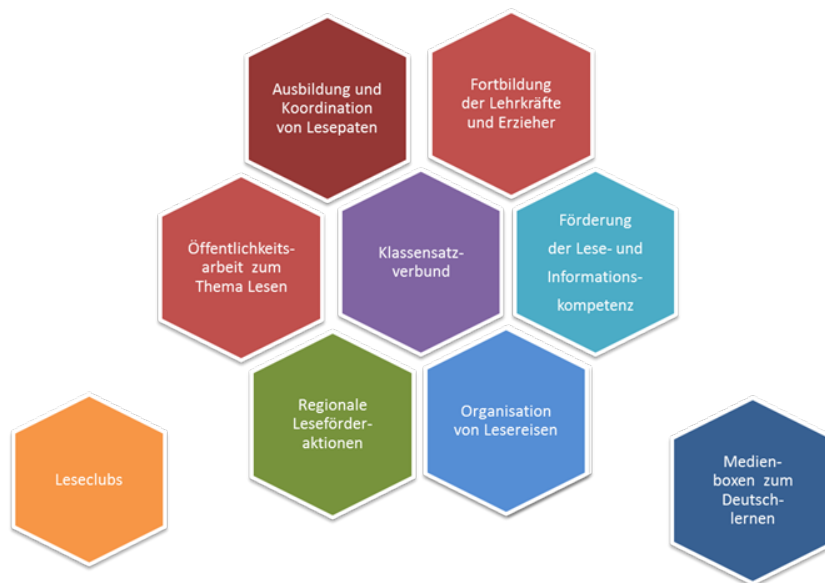 Ausbildung und
Koordination
von Lesepaten
Fortbildung
der Lehrkräfte
und Erzieher
Öffentlichkeits-
arbeit zum
Thema Lesen
Klassensatz-
verbund
Förderung
der Lese- und
Informations-
kompetenz
Regionale
Leseförder-
aktionen
Organisation
von Lesereisen
Leseclubs
Medien-
boxen zum
Deutsch-
lernen